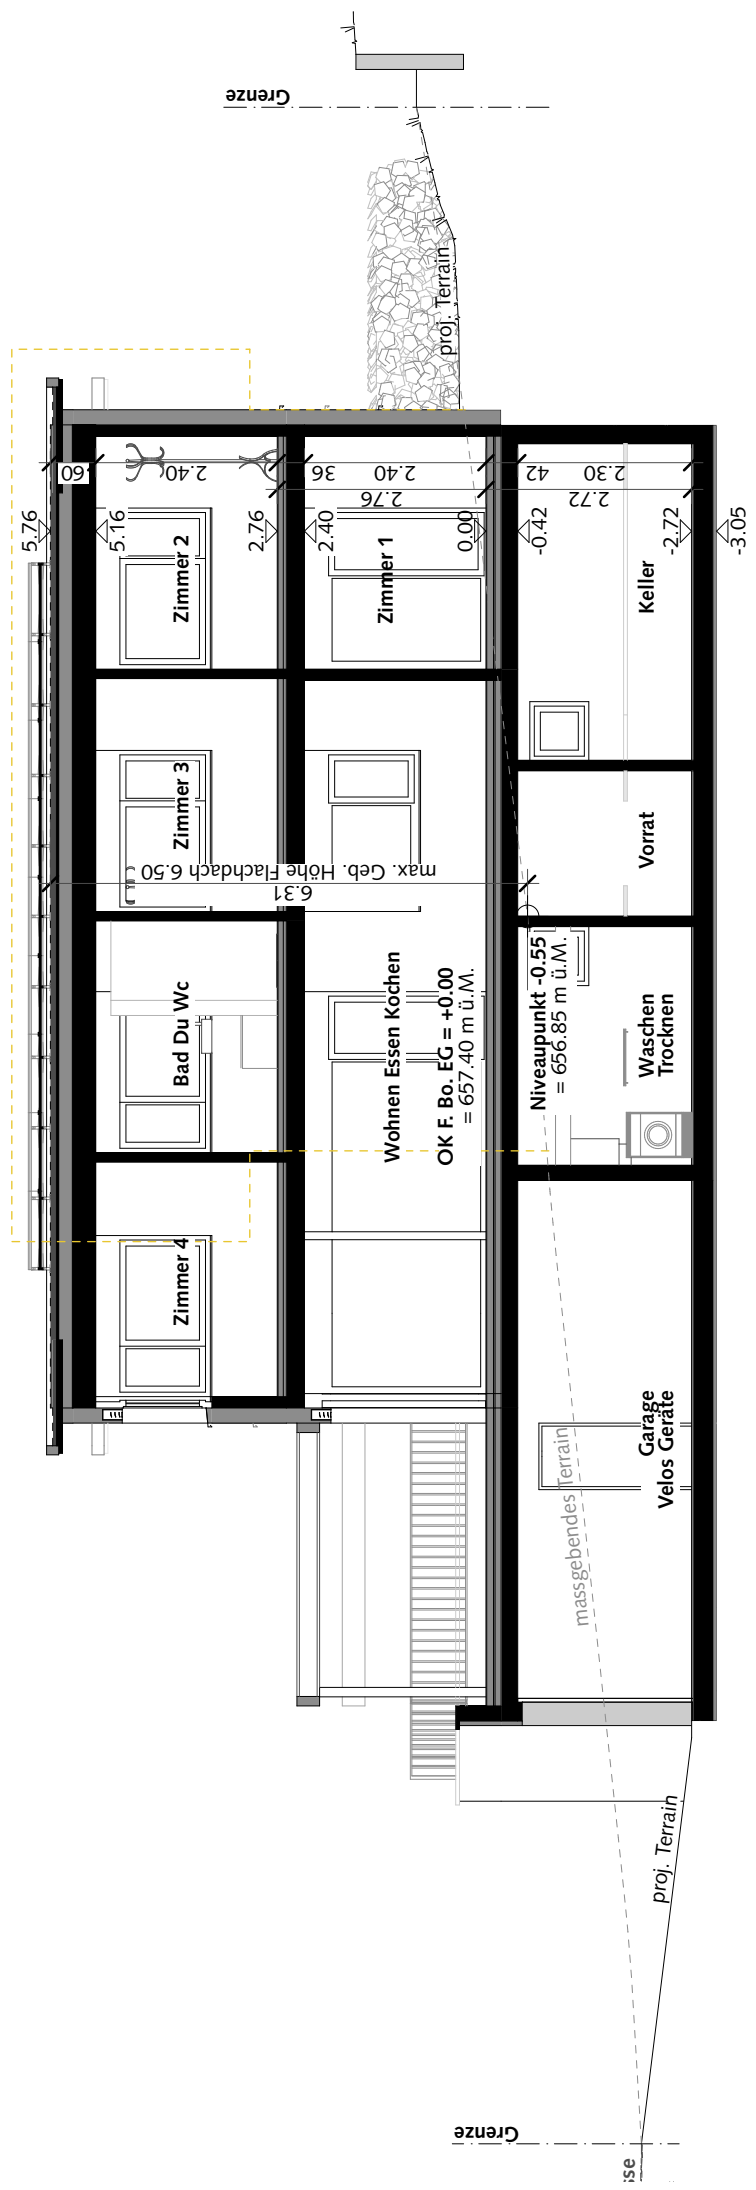 Grenze
proj. Terrain
60
2.40
36
2.40
42
2.30
2.76
2.72
5.76
5.16
2.76
2.40
0.00
-0.42
-2.72
-3.05
Zimmer 2
Zimmer 1
Keller
Zimmer 3
Vorrat
max. Geb. Höhe Flachdach 6.50
6.31
Bad Du Wc
Wohnen Essen Kochen
OK F. Bo. EG = +0.00
= 657.40 m ü.M.
Niveaupunkt -0.55
= 656.85 m ü.M.
Waschen
Trocknen
Zimmer 4
Garage
Velos Geräte
massgebendes Terrain
proj. Terrain
Grenze
sse